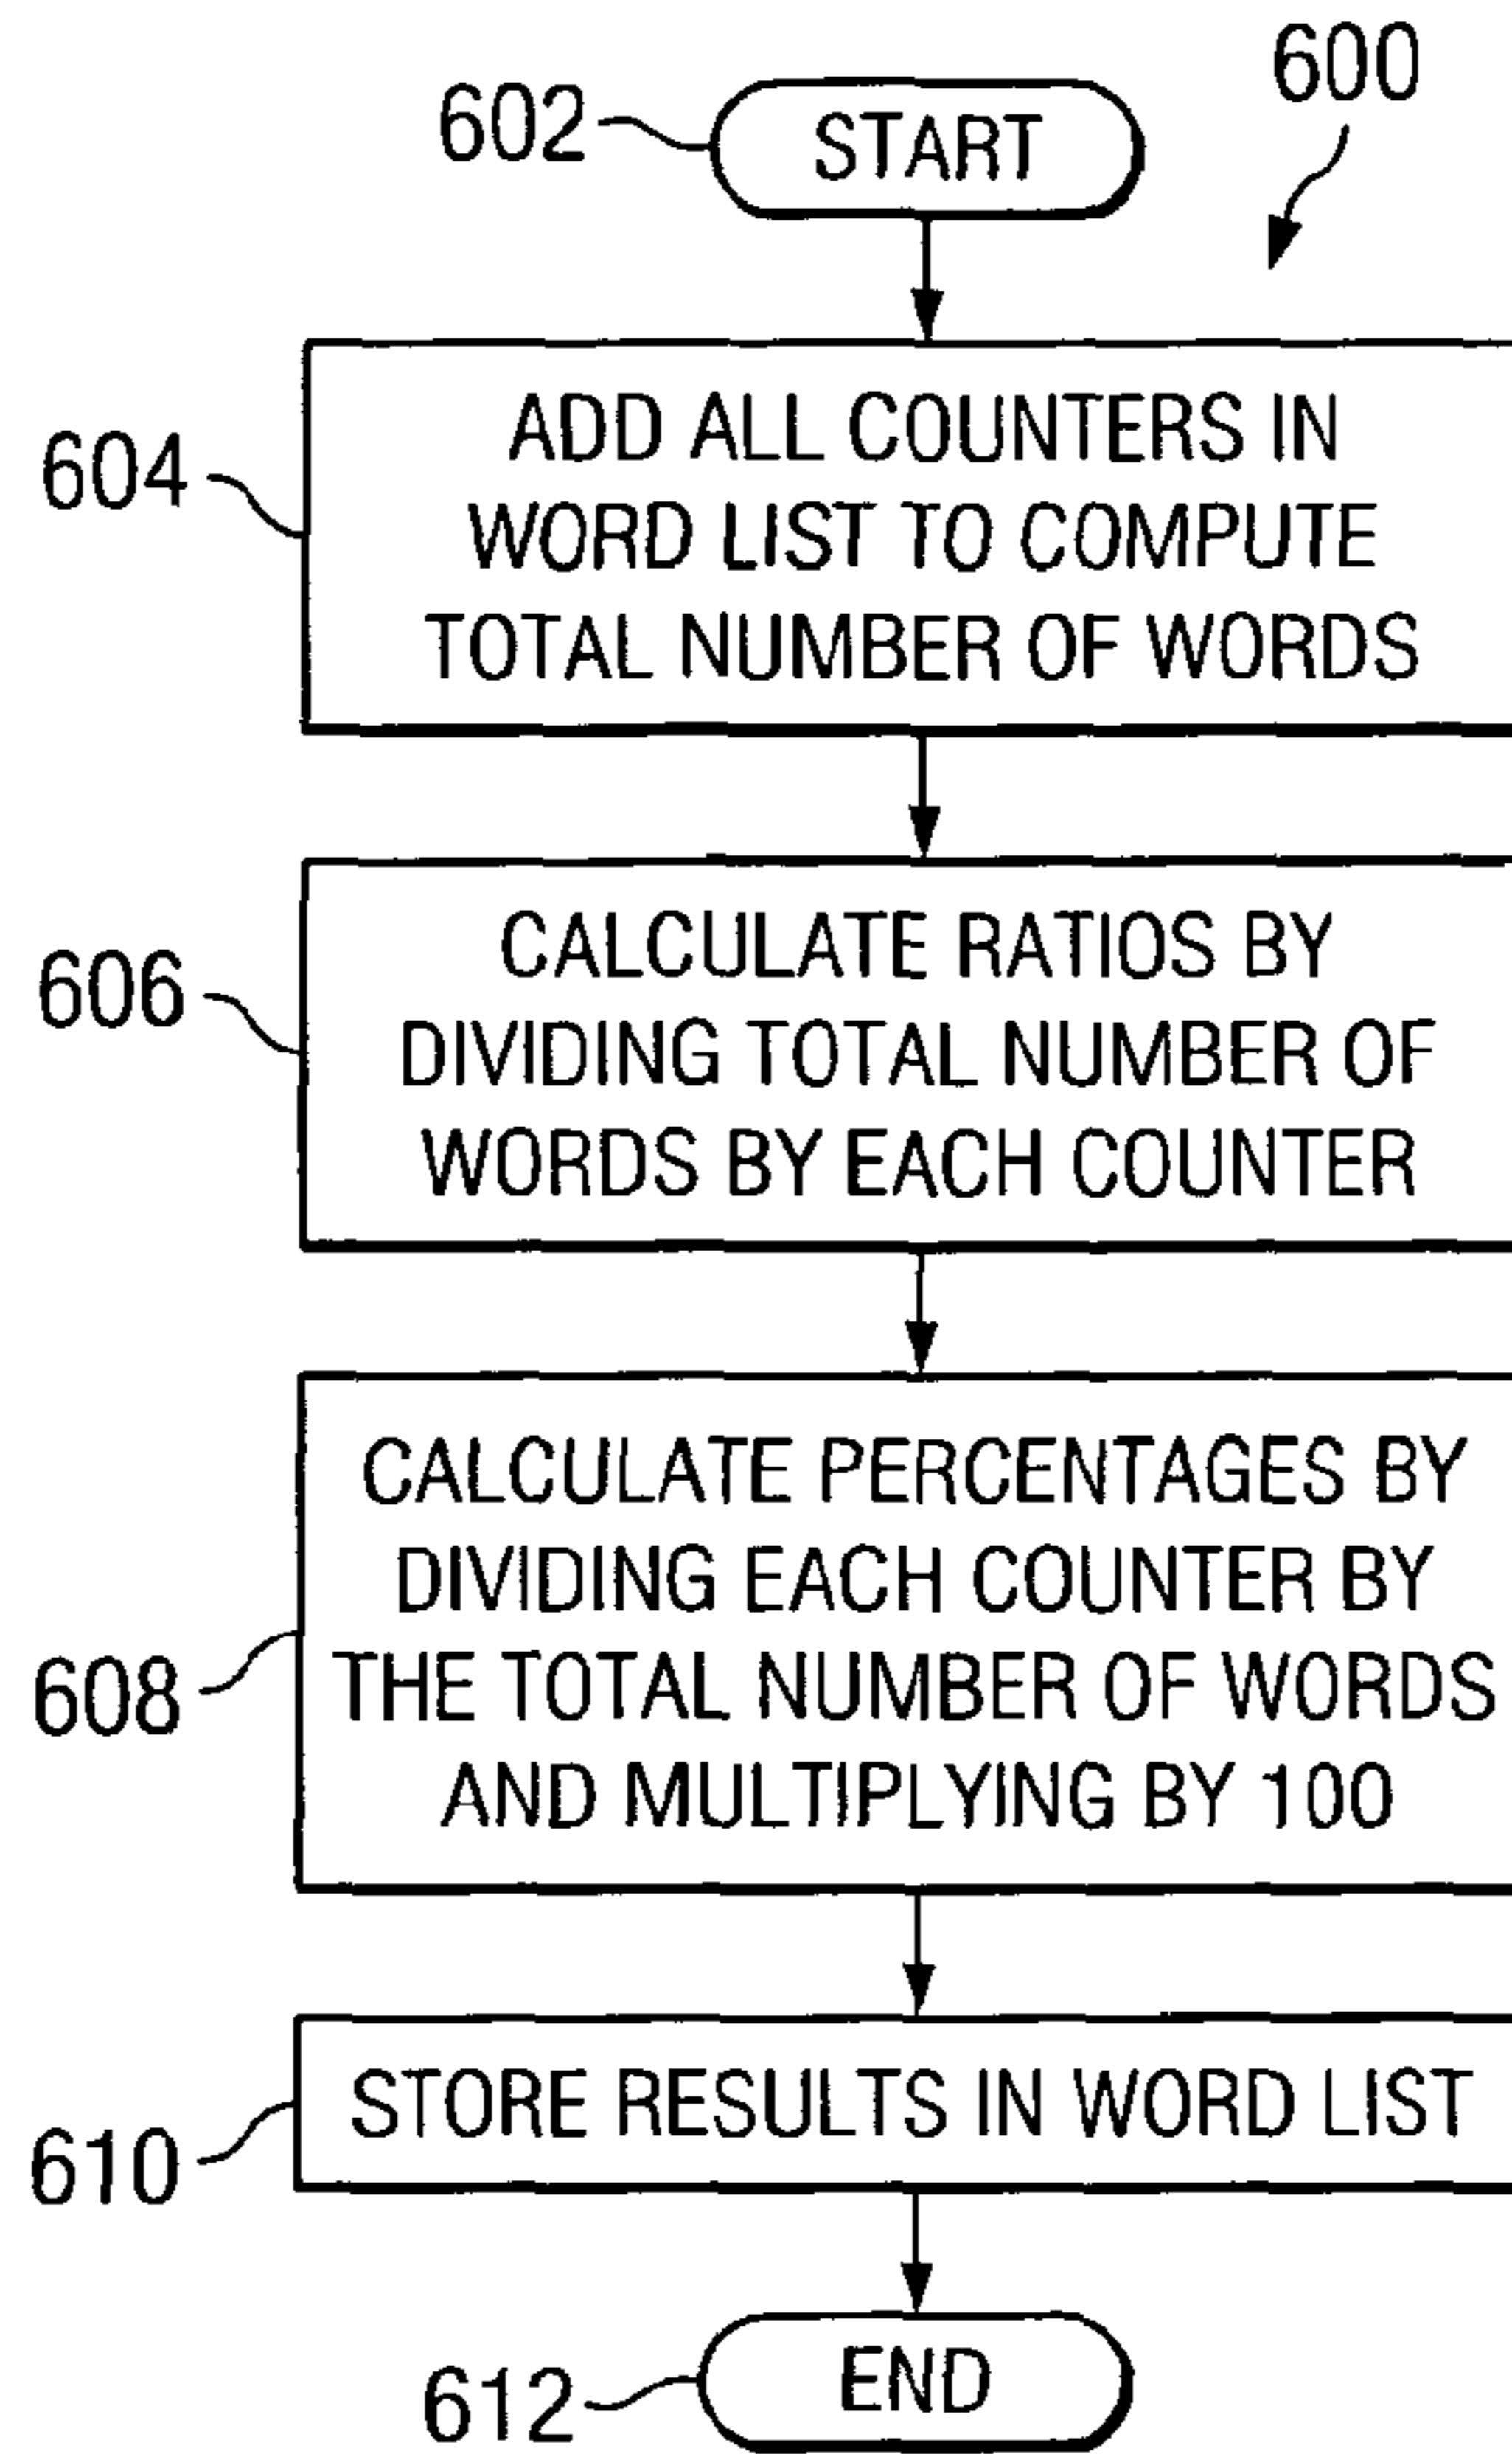 600
602
START
604
ADD ALL COUNTERS IN
WORD LIST TO COMPUTE
TOTAL NUMBER OF WORDS
606
CALCULATE RATIOS BY
DIVIDING TOTAL NUMBER OF
WORDS BY EACH COUNTER
608
CALCULATE PERCENTAGES BY
DIVIDING EACH COUNTER BY
THE TOTAL NUMBER OF WORDS
AND MULTIPLYING BY 100
610
STORE RESULTS IN WORD LIST
612
END